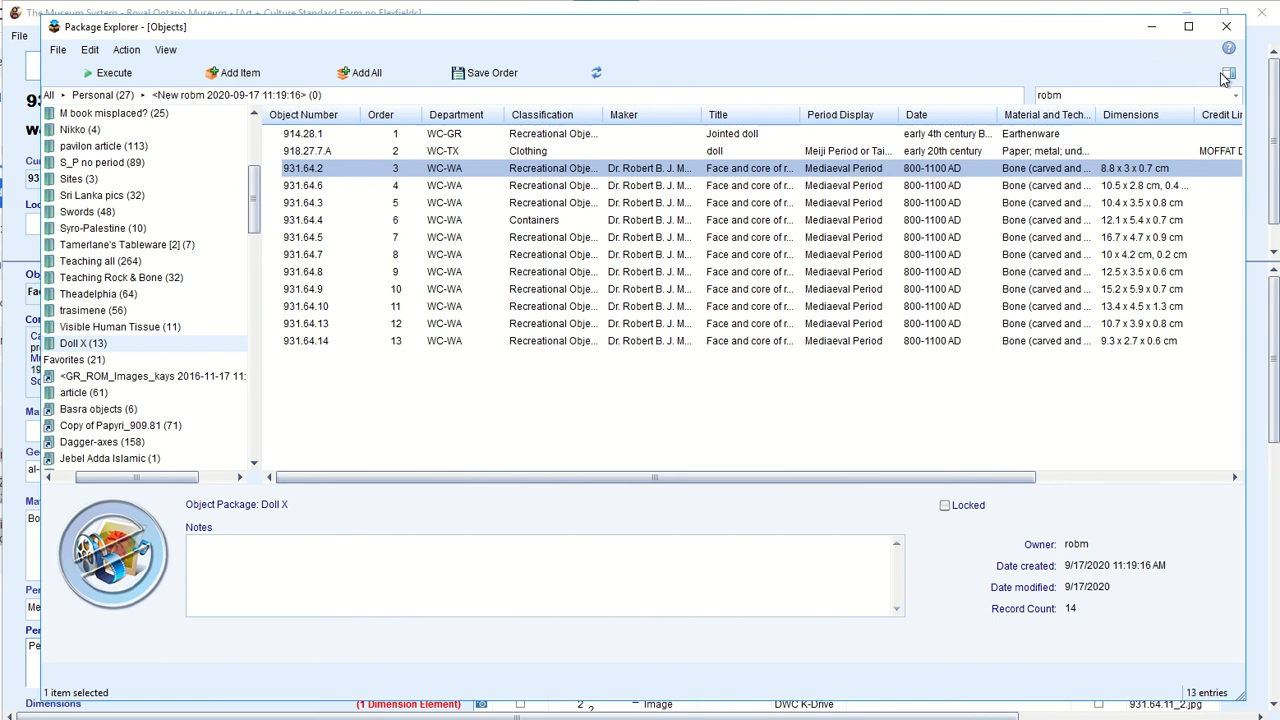 The Museum System - Royal Ontario Museum - [Art + Culture Standard Form no Flexfields]
Package Explorer - [Objects]
File
File Edit Action View
Execute Add Item Add All Save Order
All Personal (27) <New robm 2020-09-17 11:19:16> (0) robm
M book misplaced? (25)
Nikko (4)
pavilon article (113)
S_P no period (89)
Sites (3)
Sri Lanka pics (32)
Swords (48)
Syro-Palestine (10)
Tamerlane's Tableware [2] (7)
Teaching all (264)
Teaching Rock & Bone (32)
Theadelphia (64)
trasimene (56)
Visible Human Tissue (11)
Doll X (13)
Favorites (21)
<GR_ROM_Images_kays 2016-11-17 11:
article (61)
Basra objects (6)
Copy of Papyri_909.81 (71)
Dagger-axes (158)
Jebel Adda Islamic (1)
Object Number Order Department Classification Maker Title Period Display Date Material and Tech... Dimensions Credit Lin
914.28.1 1 WC-GR Recreational Obje... Jointed doll early 4th century B... Earthenware
918.27.7.A 2 WC-TX Clothing doll Meiji Period or Tai... early 20th century Paper; metal; und... MOFFAT D
931.64.2 3 WC-WA Recreational Obje... Dr. Robert B. J. M... Face and core of r... Mediaeval Period 800-1100 AD Bone (carved and ... 8.8 x 3 x 0.7 cm
931.64.6 4 WC-WA Recreational Obje... Dr. Robert B. J. M... Face and core of r... Mediaeval Period 800-1100 AD Bone (carved and ... 10.5 x 2.8 cm, 0.4 ...
931.64.3 5 WC-WA Recreational Obje... Dr. Robert B. J. M... Face and core of r... Mediaeval Period 800-1100 AD Bone (carved and ... 10.4 x 3.5 x 0.8 cm
931.64.4 6 WC-WA Containers Dr. Robert B. J. M... Face and core of r... Mediaeval Period 800-1100 AD Bone (carved and ... 12.1 x 5.4 x 0.7 cm
931.64.5 7 WC-WA Recreational Obje... Dr. Robert B. J. M... Face and core of r... Mediaeval Period 800-1100 AD Bone (carved and ... 16.7 x 4.7 x 0.9 cm
931.64.7 8 WC-WA Recreational Obje... Dr. Robert B. J. M... Face and core of r... Mediaeval Period 800-1100 AD Bone (carved and ... 10 x 4.2 cm, 0.2 cm
931.64.8 9 WC-WA Recreational Obje... Dr. Robert B. J. M... Face and core of r... Mediaeval Period 800-1100 AD Bone (carved and ... 12.5 x 3.5 x 0.6 cm
931.64.9 10 WC-WA Recreational Obje... Dr. Robert B. J. M... Face and core of r... Mediaeval Period 800-1100 AD Bone (carved and ... 15.2 x 5.9 x 0.7 cm
931.64.10 11 WC-WA Recreational Obje... Dr. Robert B. J. M... Face and core of r... Mediaeval Period 800-1100 AD Bone (carved and ... 13.4 x 4.5 x 1.3 cm
931.64.13 12 WC-WA Recreational Obje... Dr. Robert B. J. M... Face and core of r... Mediaeval Period 800-1100 AD Bone (carved and ... 10.7 x 3.9 x 0.8 cm
931.64.14 13 WC-WA Recreational Obje... Dr. Robert B. J. M... Face and core of r... Mediaeval Period 800-1100 AD Bone (carved and ... 9.3 x 2.7 x 0.6 cm
Object Package: Doll X
Locked
Notes
Owner: robm
Date created: 9/17/2020 11:19:16 AM
Date modified: 9/17/2020
Record Count: 14
1 item selected 13 entries
Dimensions (1 Dimension Element) 2 Image DWC K-Drive 931.64.11_2.jpg